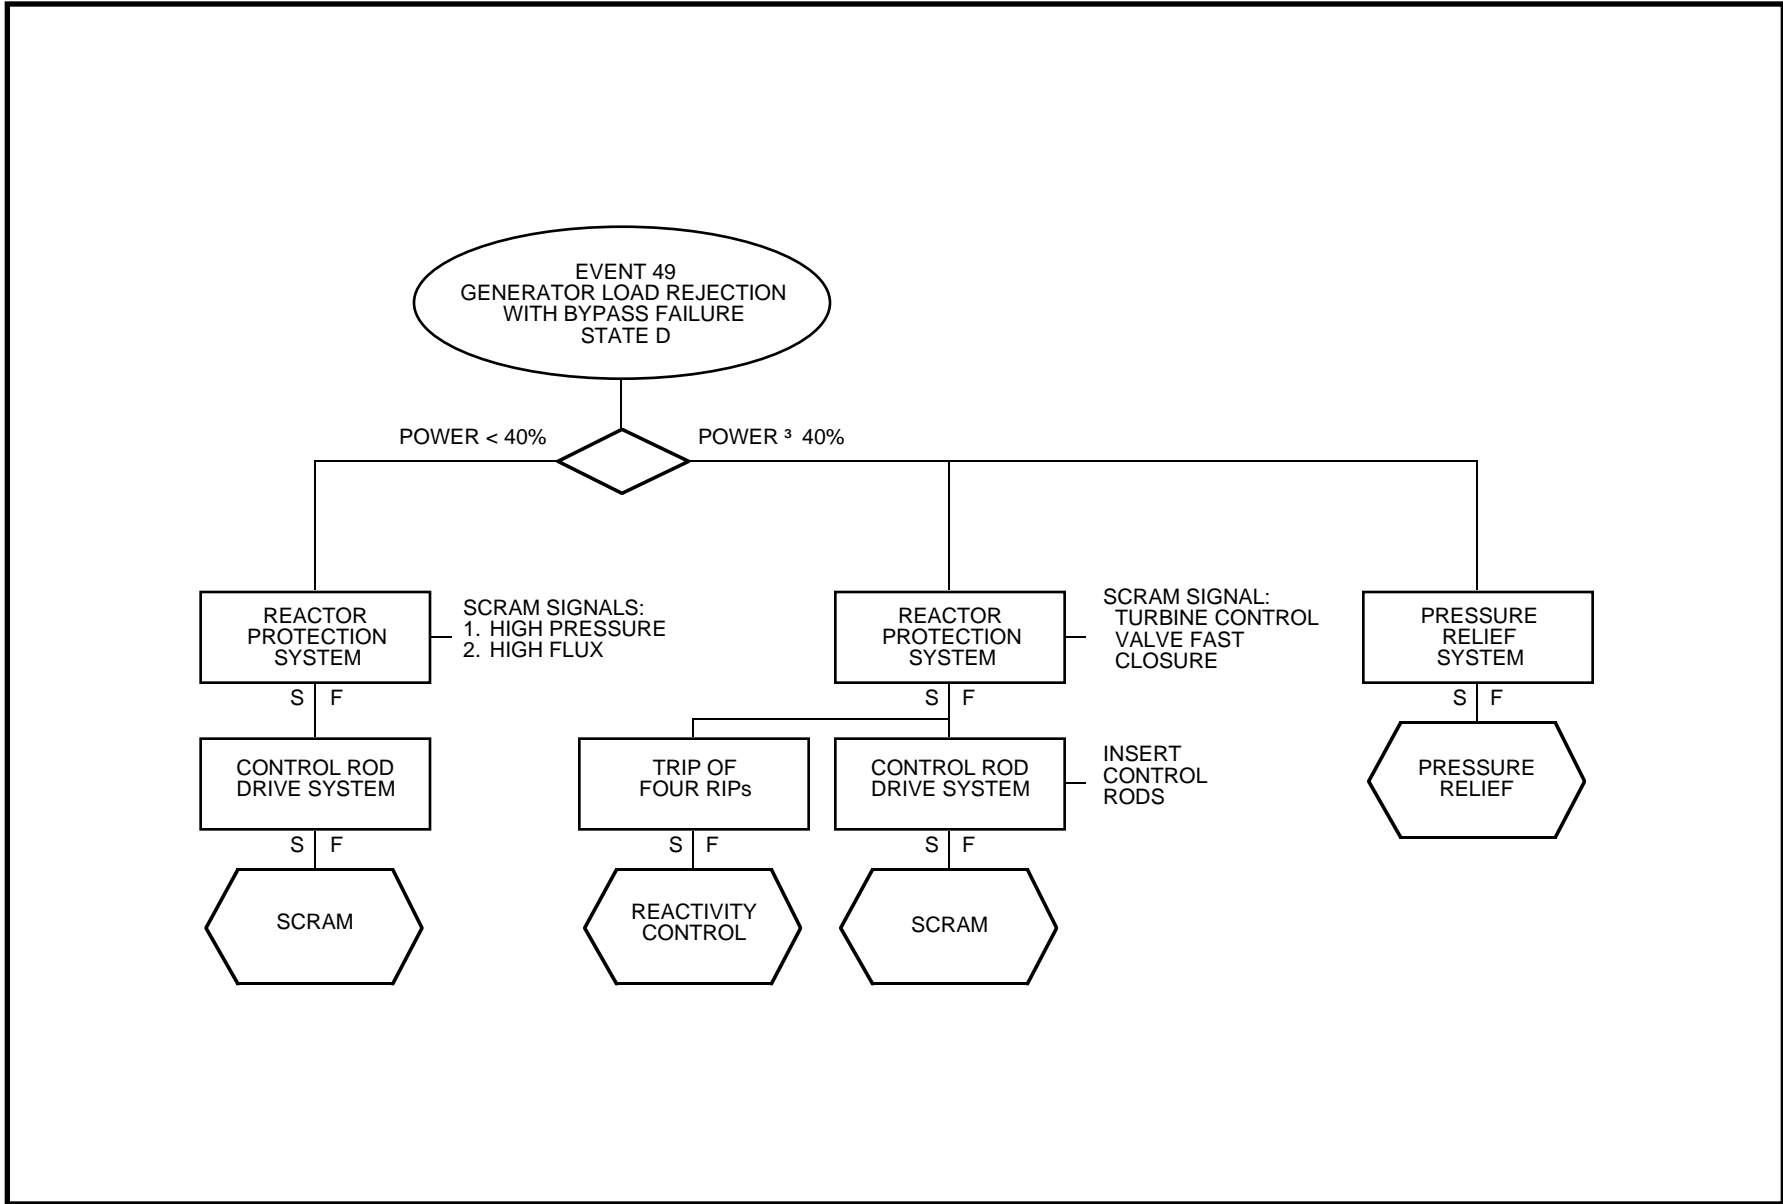 EVENT 49
GENERATOR LOAD REJECTION
WITH BYPASS FAILURE
STATE D
POWER < 40%
POWER ³ 40%
REACTOR
PROTECTION
SYSTEM
SCRAM SIGNALS:
1. HIGH PRESSURE
2. HIGH FLUX
REACTOR
PROTECTION
SYSTEM
SCRAM SIGNAL:
TURBINE CONTROL
VALVE FAST
CLOSURE
PRESSURE
RELIEF
SYSTEM
S F
S F
S F
CONTROL ROD
DRIVE SYSTEM
TRIP OF
FOUR RIPs
CONTROL ROD
DRIVE SYSTEM
INSERT
CONTROL
RODS
PRESSURE
RELIEF
S F
S F
S F
SCRAM
REACTIVITY
CONTROL
SCRAM